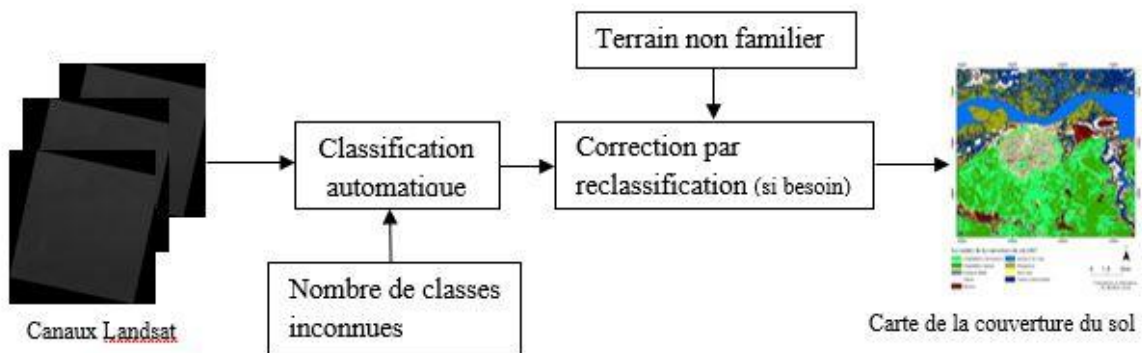 Terrain non familier
Classification
automatique
Correction par
reclassification (si besoin)
Nombre de classes
inconnues
Canaux Landsat
Carte de la couverture du sol